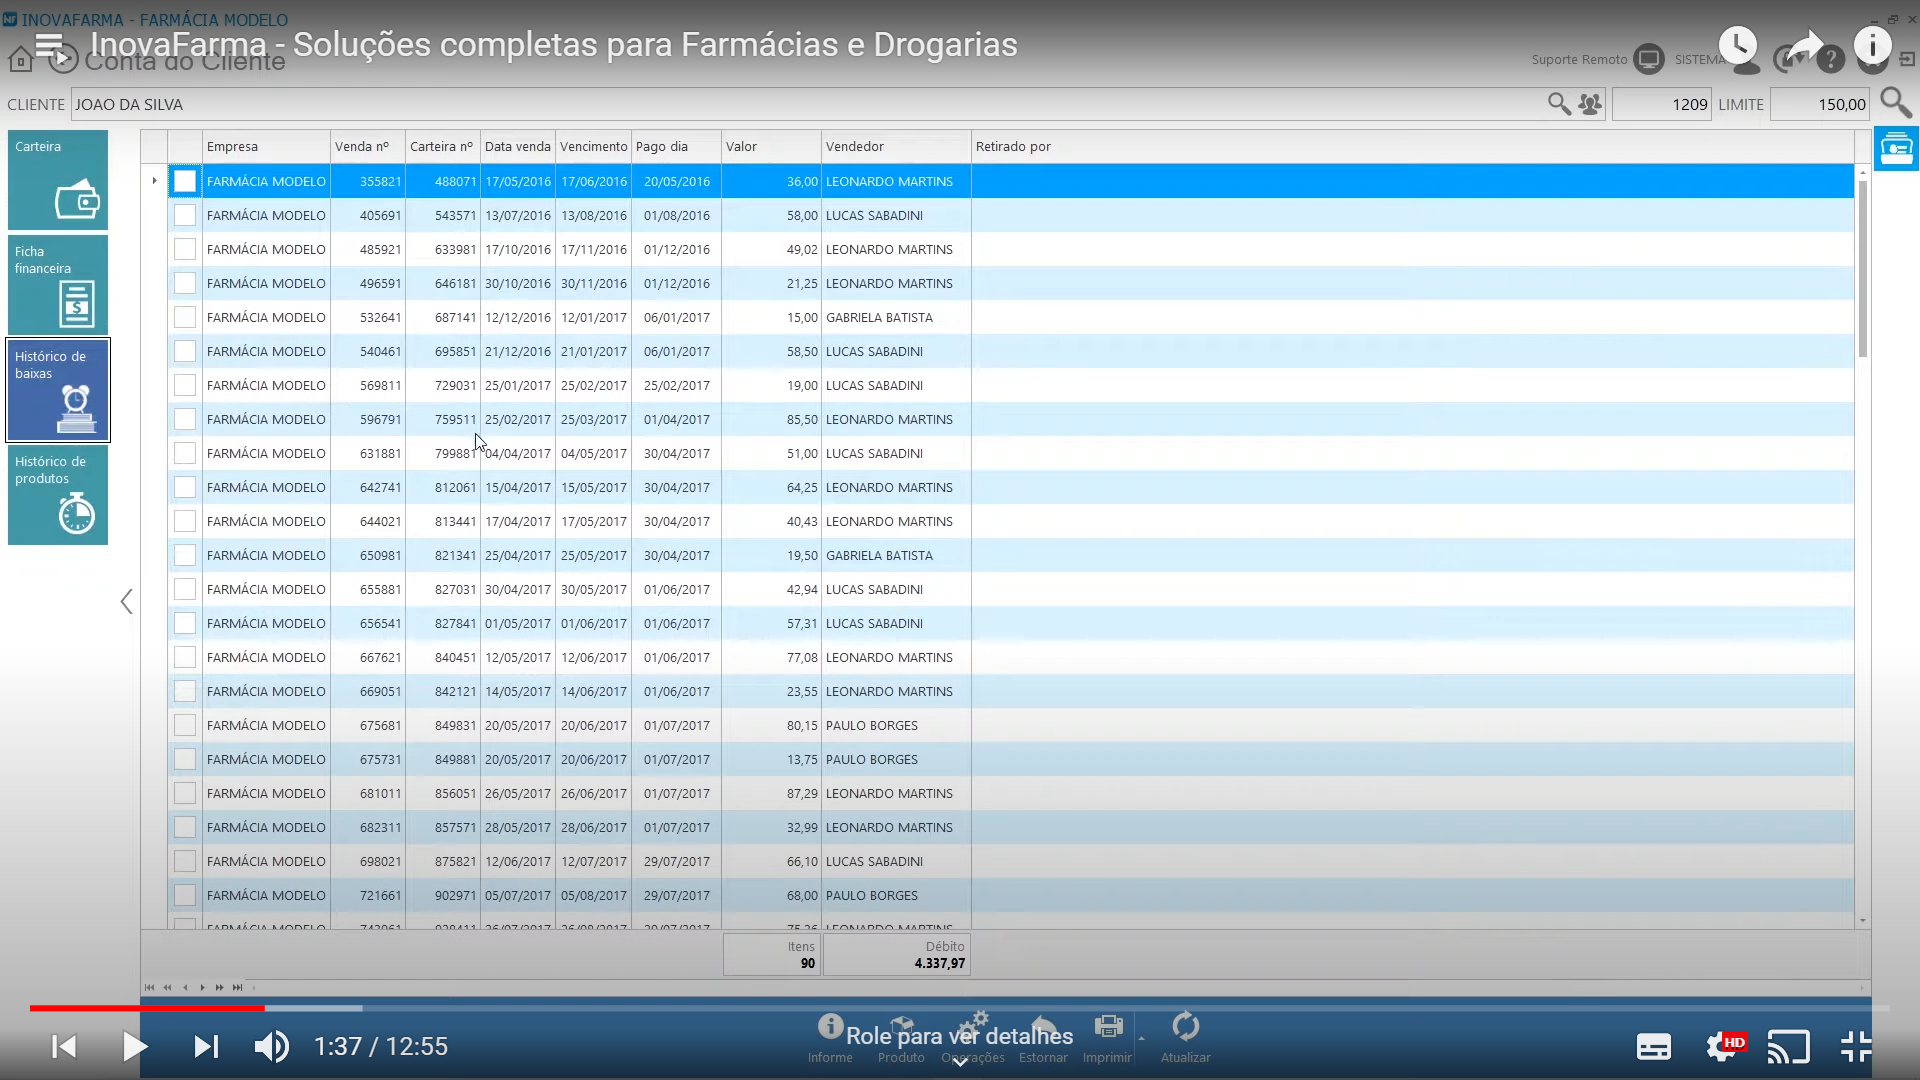 INOVAFARMA - FARMÁCIA MODELO
InovaFarma - Soluções completas para Farmácias e Drogarias
Conta do Cliente
Suporte Remoto SISTEMA
CLIENTE JOAO DA SILVA 1209 LIMITE 150,00
Carteira
Ficha financeira
Histórico de baixas
Histórico de produtos
Empresa Venda nº Carteira nº Data venda Vencimento Pago dia Valor Vendedor Retirado por
FARMÁCIA MODELO 355821 488071 17/05/2016 17/06/2016 20/05/2016 36,00 LEONARDO MARTINS
FARMÁCIA MODELO 405691 543571 13/07/2016 13/08/2016 01/08/2016 58,00 LUCAS SABADINI
FARMÁCIA MODELO 485921 633981 17/10/2016 17/11/2016 01/12/2016 49,02 LEONARDO MARTINS
FARMÁCIA MODELO 496591 646181 30/10/2016 30/11/2016 01/12/2016 21,25 LEONARDO MARTINS
FARMÁCIA MODELO 532641 687141 12/12/2016 12/01/2017 06/01/2017 15,00 GABRIELA BATISTA
FARMÁCIA MODELO 540461 695851 21/12/2016 21/01/2017 06/01/2017 58,50 LUCAS SABADINI
FARMÁCIA MODELO 569811 729031 25/01/2017 25/02/2017 25/02/2017 19,00 LUCAS SABADINI
FARMÁCIA MODELO 596791 759511 25/02/2017 25/03/2017 01/04/2017 85,50 LEONARDO MARTINS
FARMÁCIA MODELO 631881 799881 04/04/2017 04/05/2017 30/04/2017 51,00 LUCAS SABADINI
FARMÁCIA MODELO 642741 812061 15/04/2017 15/05/2017 30/04/2017 64,25 LEONARDO MARTINS
FARMÁCIA MODELO 644021 813441 17/04/2017 17/05/2017 30/04/2017 40,43 LEONARDO MARTINS
FARMÁCIA MODELO 650981 821341 25/04/2017 25/05/2017 30/04/2017 19,50 GABRIELA BATISTA
FARMÁCIA MODELO 655881 827031 30/04/2017 30/05/2017 01/06/2017 42,94 LUCAS SABADINI
FARMÁCIA MODELO 656541 827841 01/05/2017 01/06/2017 01/06/2017 57,31 LUCAS SABADINI
FARMÁCIA MODELO 667621 840451 12/05/2017 12/06/2017 01/06/2017 77,08 LEONARDO MARTINS
FARMÁCIA MODELO 669051 842121 14/05/2017 14/06/2017 01/06/2017 23,55 LEONARDO MARTINS
FARMÁCIA MODELO 675681 849831 20/05/2017 20/06/2017 01/07/2017 80,15 PAULO BORGES
FARMÁCIA MODELO 675731 849881 20/05/2017 20/06/2017 01/07/2017 13,75 PAULO BORGES
FARMÁCIA MODELO 681011 856051 26/05/2017 26/06/2017 01/07/2017 87,29 LEONARDO MARTINS
FARMÁCIA MODELO 682311 857571 28/05/2017 28/06/2017 01/07/2017 32,99 LEONARDO MARTINS
FARMÁCIA MODELO 698021 875821 12/06/2017 12/07/2017 29/07/2017 66,10 LUCAS SABADINI
FARMÁCIA MODELO 721661 902971 05/07/2017 05/08/2017 29/07/2017 68,00 PAULO BORGES
Itens Débito
90 4.337,97
Role para ver detalhes
1:37 / 12:55
Informe Produto Operações Estornar Imprimir Atualizar
HD